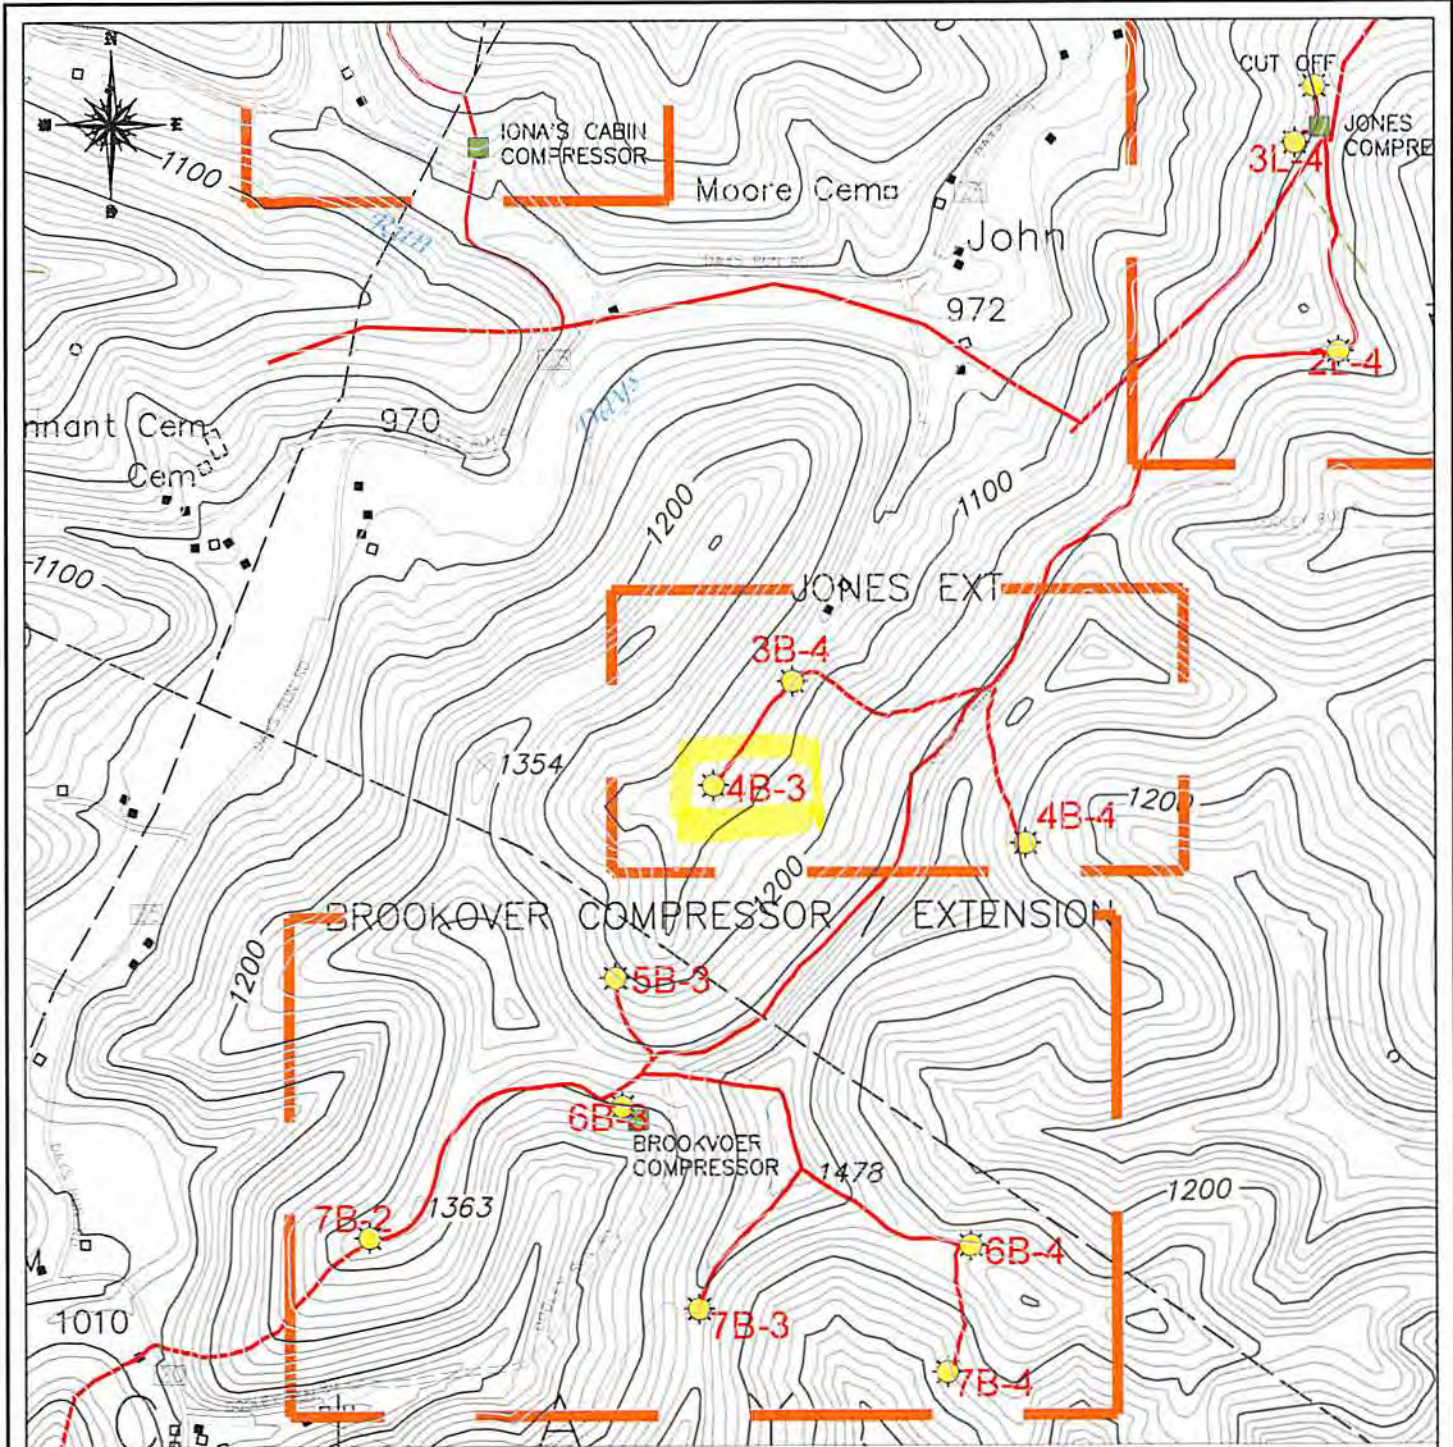 N
CUT OFF
IONA'S CABIN
COMPRESSOR
JONES
COMPRE
W
E
3L-4
1100
Moore Cem
Run
John
972
2L-4
Days
970
nnant Cem
Cem
1200
1100
1100
JONES EXT
3B-4
1354
4B-3
1200
4B-4
1200
BROOKOVER COMPRESSOR / EXTENSION
1200
5B-3
6B-3
BROOKVOER
COMPRESSOR
1478
1200
7B-2
1363
6B-4
1010
7B-3
7B-4